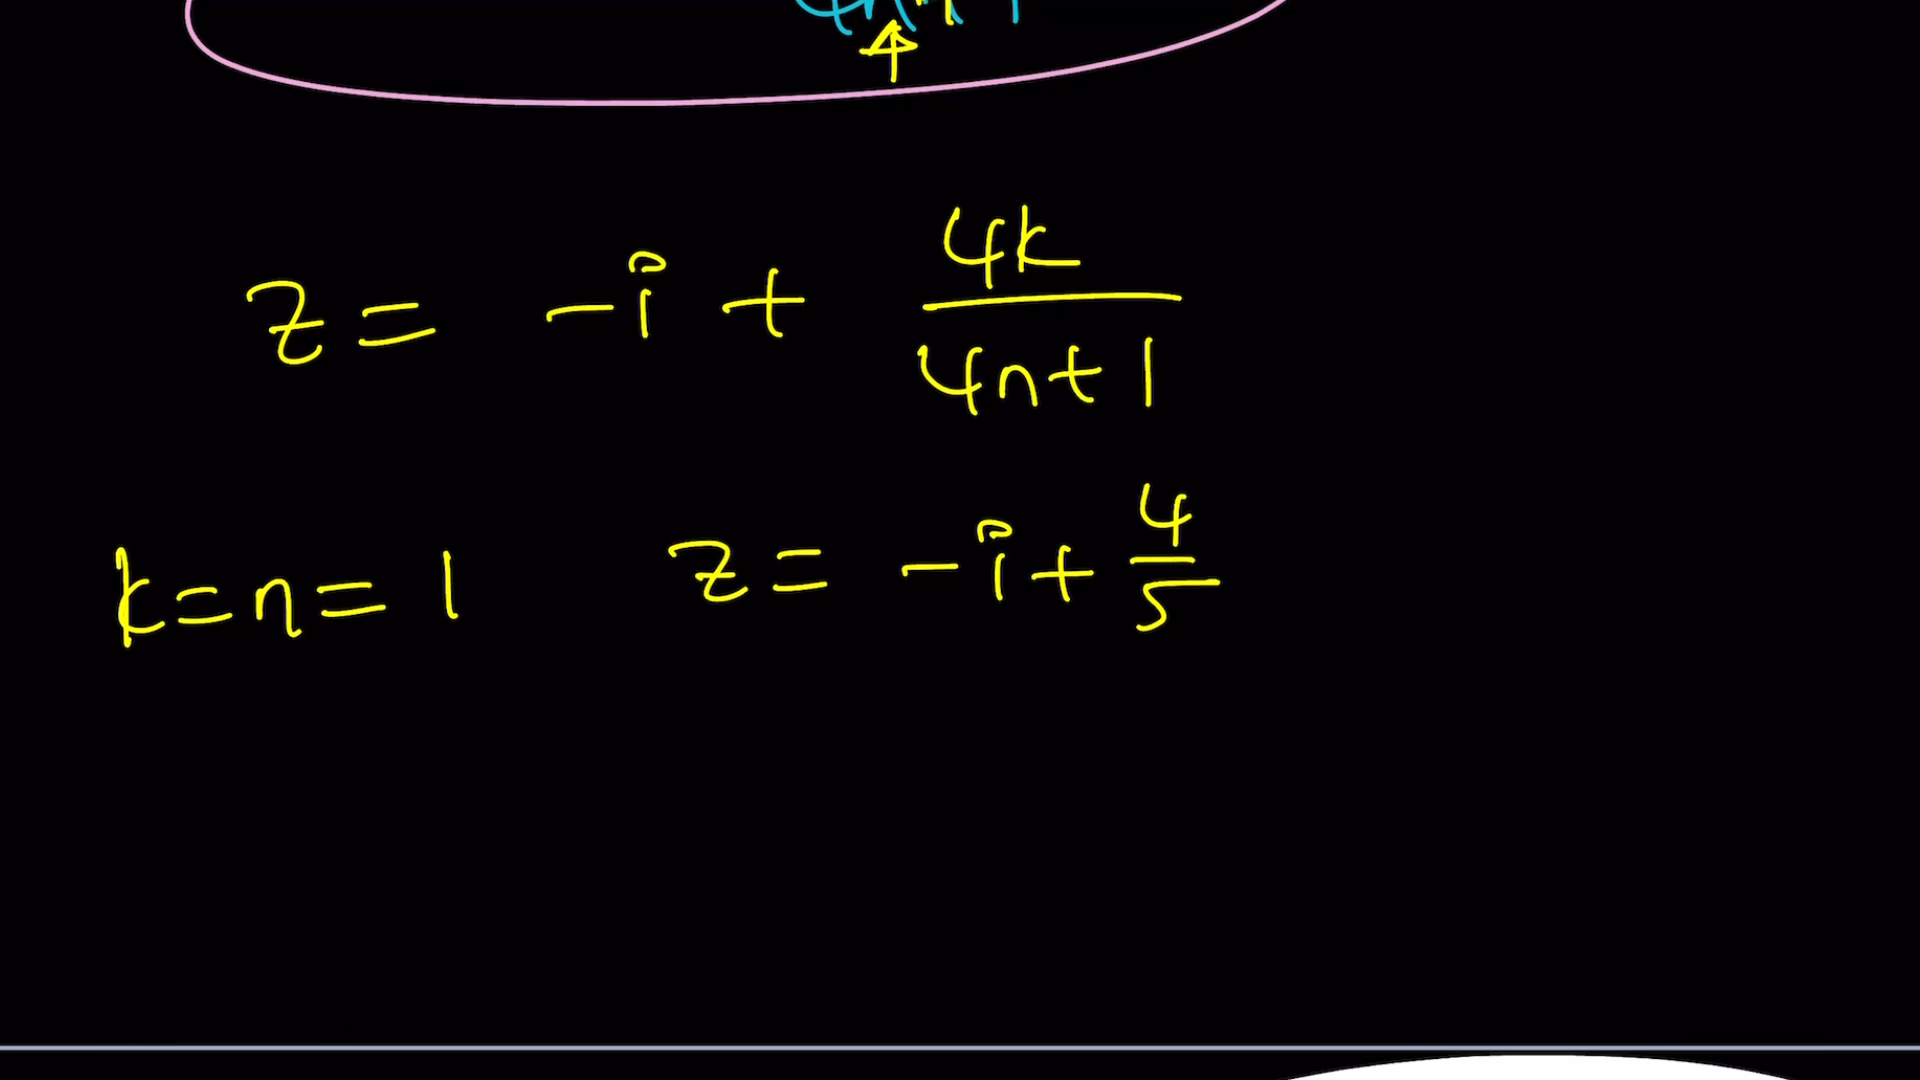 z = -i + 4k/4n+1
k=n=1 z = -i + 4/5